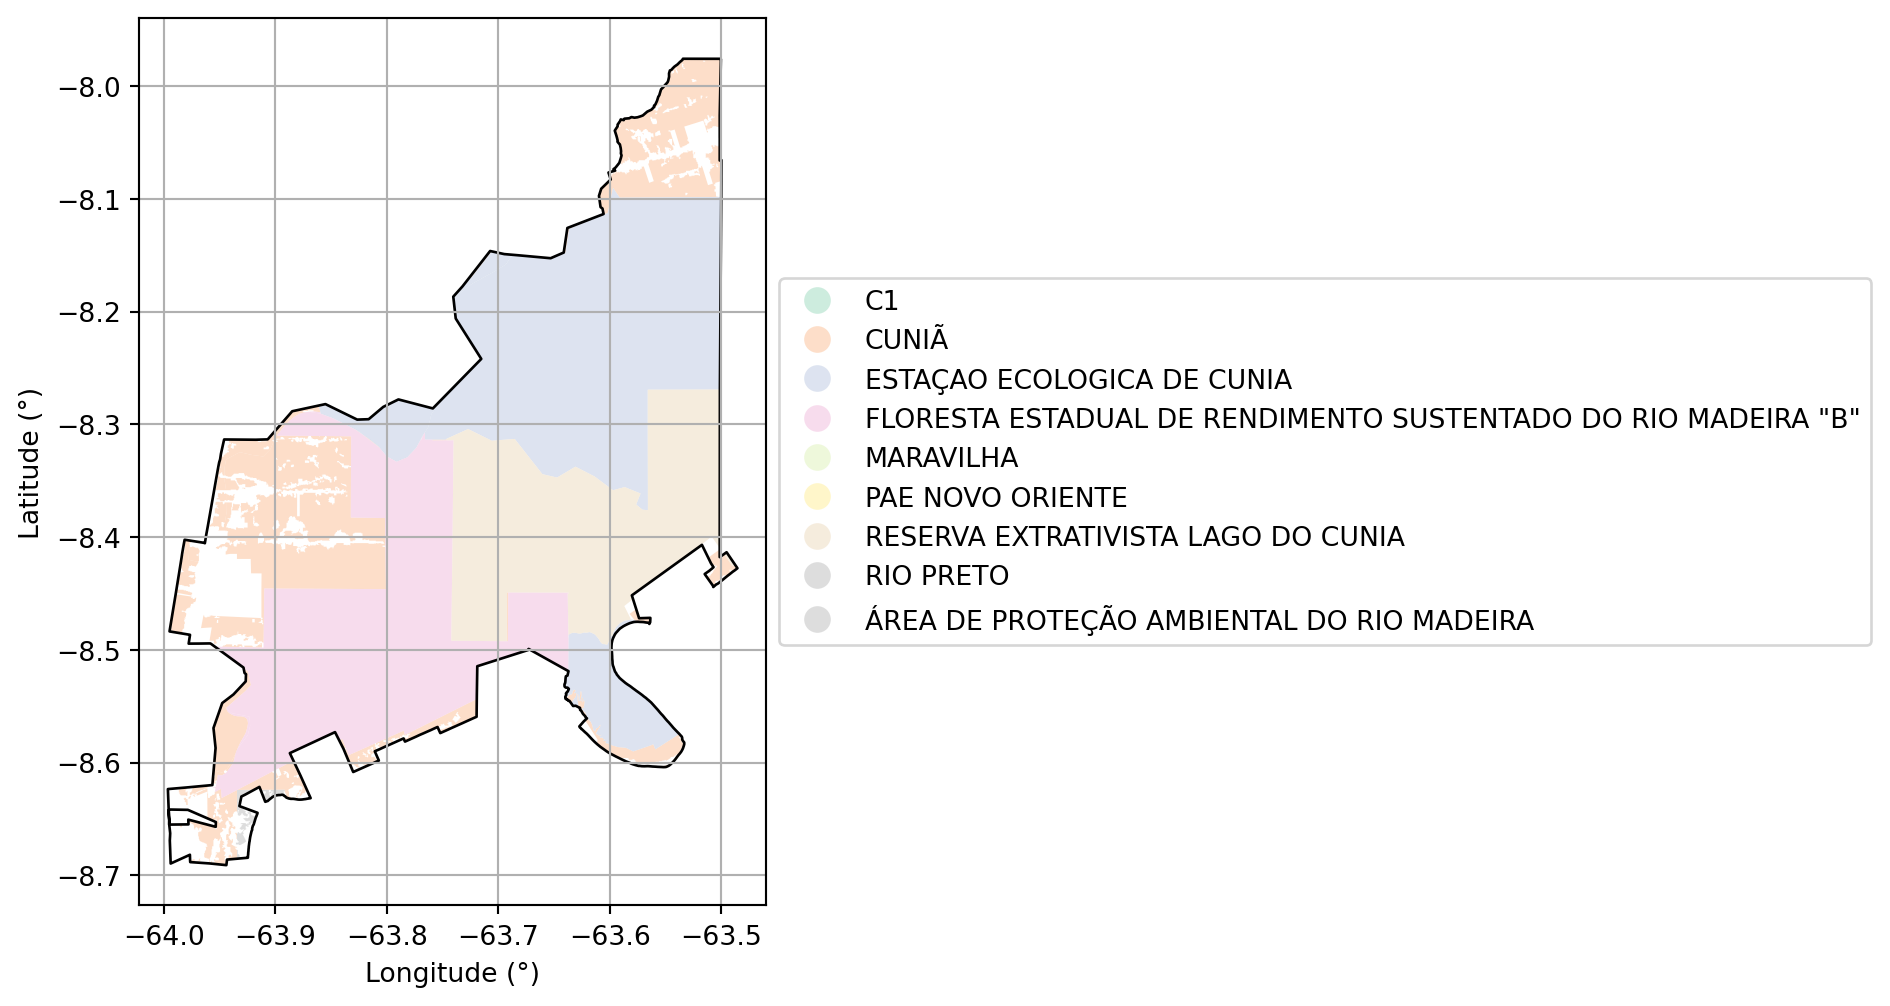 −8.0
−8.1
−8.2
−8.3
−8.4
−8.5
−8.6
−8.7
Latitude (°)
−64.0 −63.9 −63.8 −63.7 −63.6 −63.5
Longitude (°)
C1
CUNIÃ
ESTAÇAO ECOLOGICA DE CUNIA
FLORESTA ESTADUAL DE RENDIMENTO SUSTENTADO DO RIO MADEIRA "B"
MARAVILHA
PAE NOVO ORIENTE
RESERVA EXTRATIVISTA LAGO DO CUNIA
RIO PRETO
ÁREA DE PROTEÇÃO AMBIENTAL DO RIO MADEIRA